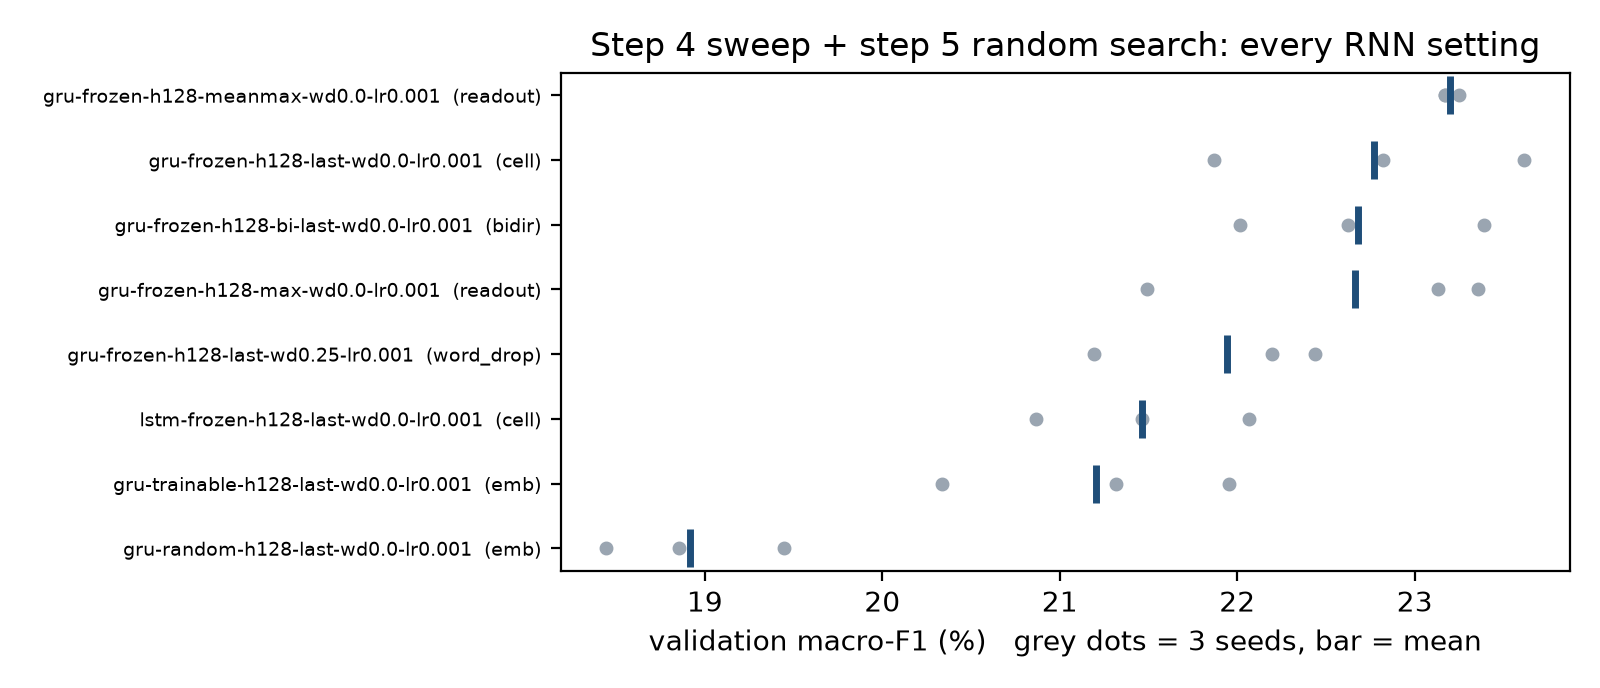 Step 4 sweep + step 5 random search: every RNN setting
gru-frozen-h128-meanmax-wd0.0-lr0.001 (readout)
gru-frozen-h128-last-wd0.0-lr0.001 (cell)
gru-frozen-h128-bi-last-wd0.0-lr0.001 (bidir)
gru-frozen-h128-max-wd0.0-lr0.001 (readout)
gru-frozen-h128-last-wd0.25-lr0.001 (word_drop)
lstm-frozen-h128-last-wd0.0-lr0.001 (cell)
gru-trainable-h128-last-wd0.0-lr0.001 (emb)
gru-random-h128-last-wd0.0-lr0.001 (emb)
19 20 21 22 23
validation macro-F1 (%) grey dots = 3 seeds, bar = mean